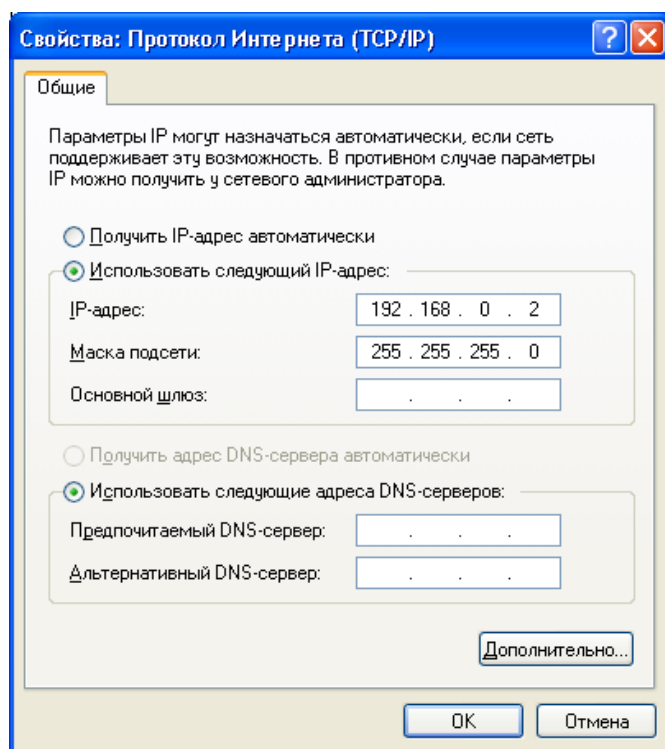 Свойства: Протокол Интернета (TCP/IP)
Общие
Параметры IP могут назначаться автоматически, если сеть
поддерживает эту возможность. В противном случае параметры
IP можно получить у сетевого администратора.
Получить IP-адрес автоматически
Использовать следующий IP-адрес:
IP-адрес: 192 . 168 . 0 . 2
Маска подсети: 255 . 255 . 255 . 0
Основной шлюз: . . .
Получить адрес DNS-сервера автоматически
Использовать следующие адреса DNS-серверов:
Предпочитаемый DNS-сервер: . . .
Альтернативный DNS-сервер: . . .
Дополнительно...
OK Отмена